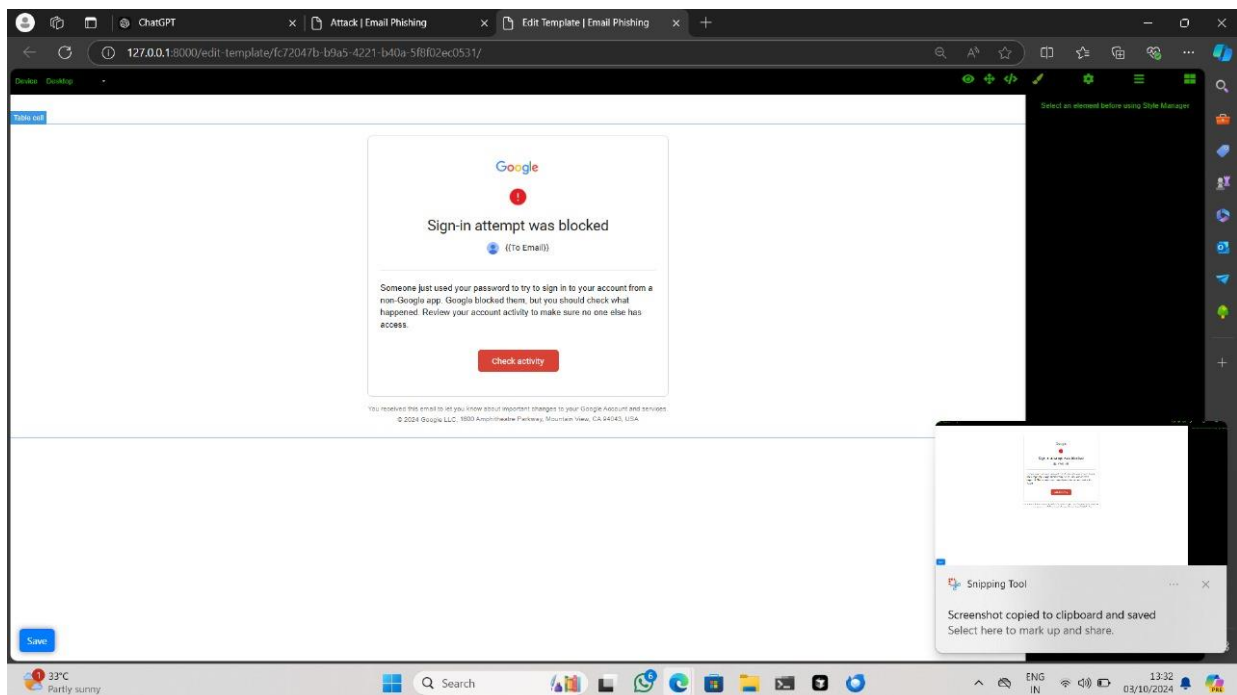 ChatGPT
Attack | Email Phishing
Edit Template | Email Phishing
127.0.0.1:8000/edit-template/fc72047b-b9a5-4221-b40a-5f8f02ec0531/
Device Desktop
Select an element before using Style Manager
Table cell
Google
Sign-in attempt was blocked
{{To Email}}
Someone just used your password to try to sign in to your account from a
non-Google app. Google blocked them, but you should check what
happened. Review your account activity to make sure no one else has
access.
Check activity
You received this email to let you know about important changes to your Google Account and services.
© 2024 Google LLC, 1600 Amphitheatre Parkway, Mountain View, CA 94043, USA
Snipping Tool
Screenshot copied to clipboard and saved
Select here to mark up and share.
Save
1
33°C
Partly sunny
Search
ENG
IN
13:32
03/10/2024